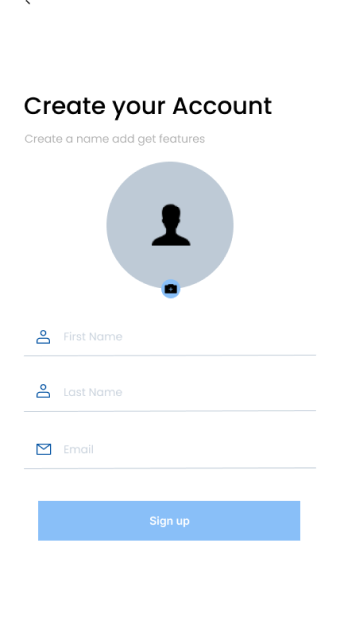 Create your Account
Create a name add get features
First Name
Last Name
Email
Sign up